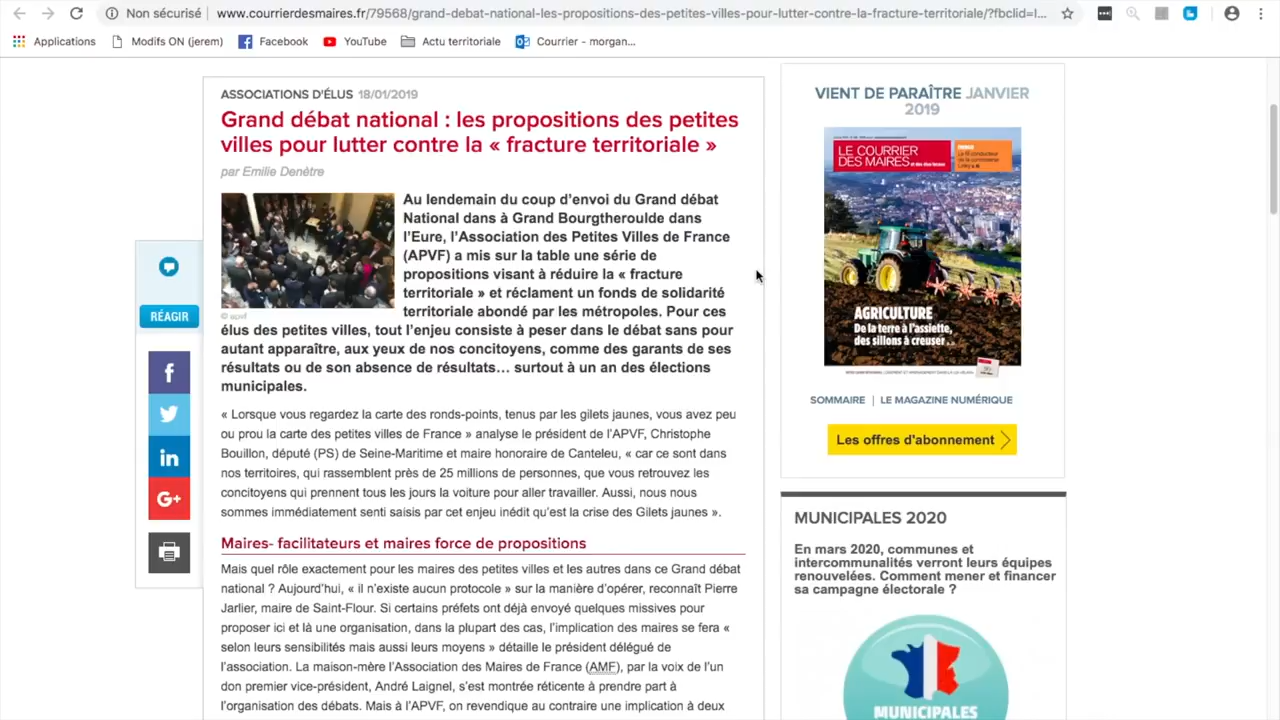 Non sécurisé
www.courrierdesmaires.fr/79568/grand-debat-national-les-propositions-des-petites-villes-pour-lutter-contre-la-fracture-territoriale/?fbclid=I...
Applications
Modifs ON (jerem)
Facebook
YouTube
Actu territoriale
Courrier - morgan...
ASSOCIATIONS D'ÉLUS 18/01/2019
Grand débat national : les propositions des petites
villes pour lutter contre la « fracture territoriale »
par Emilie Denètre
Au lendemain du coup d'envoi du Grand débat
National dans à Grand Bourgtheroulde dans
l'Eure, l'Association des Petites Villes de France
(APVF) a mis sur la table une série de
propositions visant à réduire la « fracture
territoriale » et réclament un fonds de solidarité
territoriale abondé par les métropoles. Pour ces
© apvf
élus des petites villes, tout l'enjeu consiste à peser dans le débat sans pour
autant apparaître, aux yeux de nos concitoyens, comme des garants de ses
résultats ou de son absence de résultats… surtout à un an des élections
municipales.
RÉAGIR
« Lorsque vous regardez la carte des ronds-points, tenus par les gilets jaunes, vous avez peu
ou prou la carte des petites villes de France » analyse le président de l'APVF, Christophe
Bouillon, député (PS) de Seine-Maritime et maire honoraire de Canteleu, « car ce sont dans
nos territoires, qui rassemblent près de 25 millions de personnes, que vous retrouvez les
concitoyens qui prennent tous les jours la voiture pour aller travailler. Aussi, nous nous
sommes immédiatement senti saisis par cet enjeu inédit qu'est la crise des Gilets jaunes ».
Maires- facilitateurs et maires force de propositions
Mais quel rôle exactement pour les maires des petites villes et les autres dans ce Grand débat
national ? Aujourd'hui, « il n'existe aucun protocole » sur la manière d'opérer, reconnaît Pierre
Jarlier, maire de Saint-Flour. Si certains préfets ont déjà envoyé quelques missives pour
proposer ici et là une organisation, dans la plupart des cas, l'implication des maires se fera «
selon leurs sensibilités mais aussi leurs moyens » détaille le président délégué de
l'association. La maison-mère l'Association des Maires de France (AMF), par la voix de l'un
don premier vice-président, André Laignel, s'est montrée réticente à prendre part à
l'organisation des débats. Mais à l'APVF, on revendique au contraire une implication à deux
VIENT DE PARAÎTRE JANVIER
2019
LE COURRIER
DES MAIRES
AGRICULTURE
De la terre à l'assiette,
des sillons à creuser...
SOMMAIRE | LE MAGAZINE NUMÉRIQUE
Les offres d'abonnement
MUNICIPALES 2020
En mars 2020, communes et
intercommunalités verront leurs équipes
renouvelées. Comment mener et financer
sa campagne électorale ?
MUNICIPALES